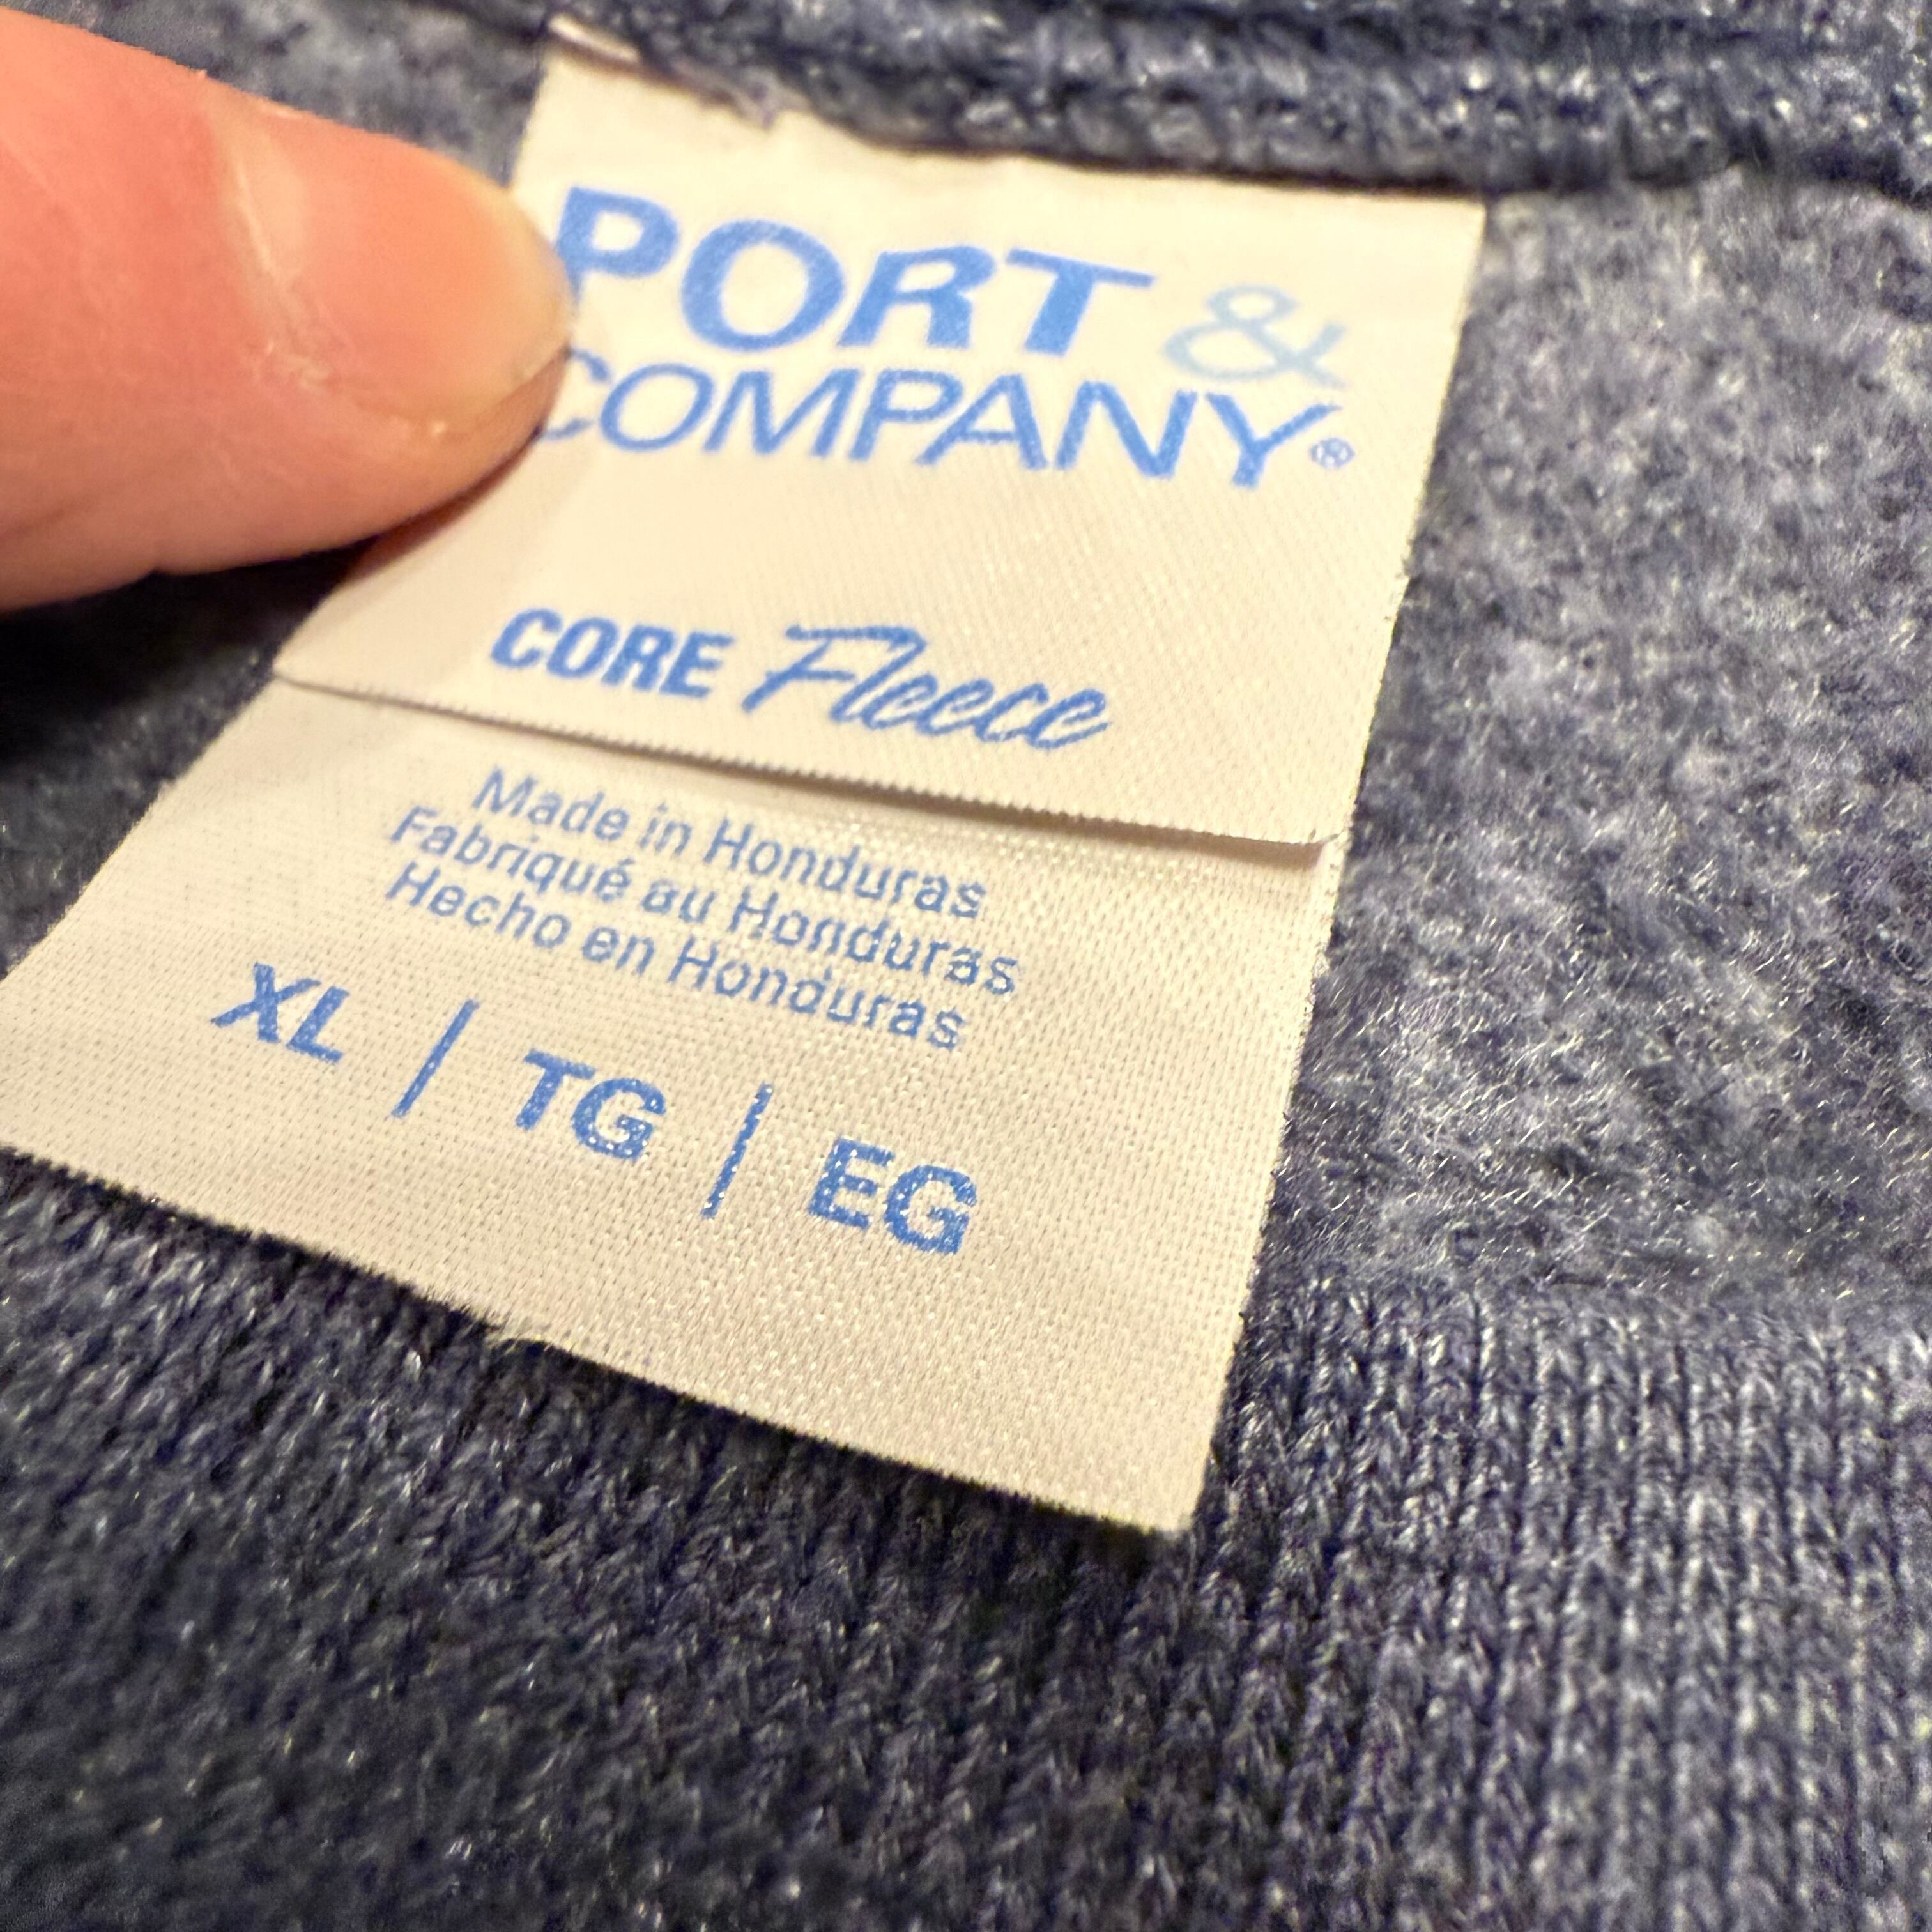 PORT &
COMPANY®
CORE Fleece
Made in Honduras
Fabriqué au Honduras
Hecho en Honduras
XL | TG | EG